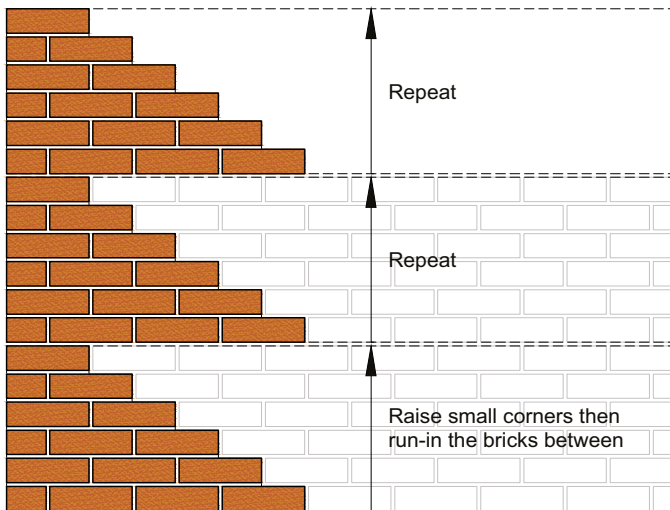 Repeat
Repeat
Raise small corners then
run-in the bricks between